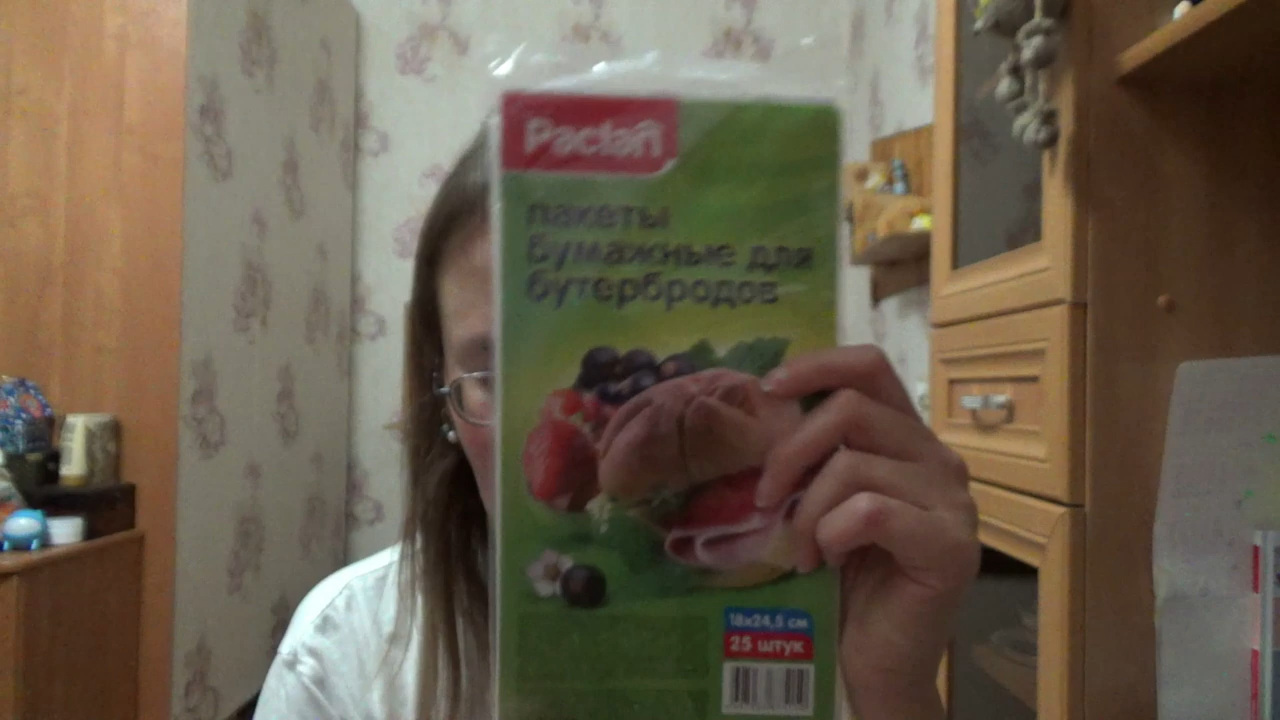 Paclan
пакеты
бумажные для
бутербродов
18x24,5 см
25 штук